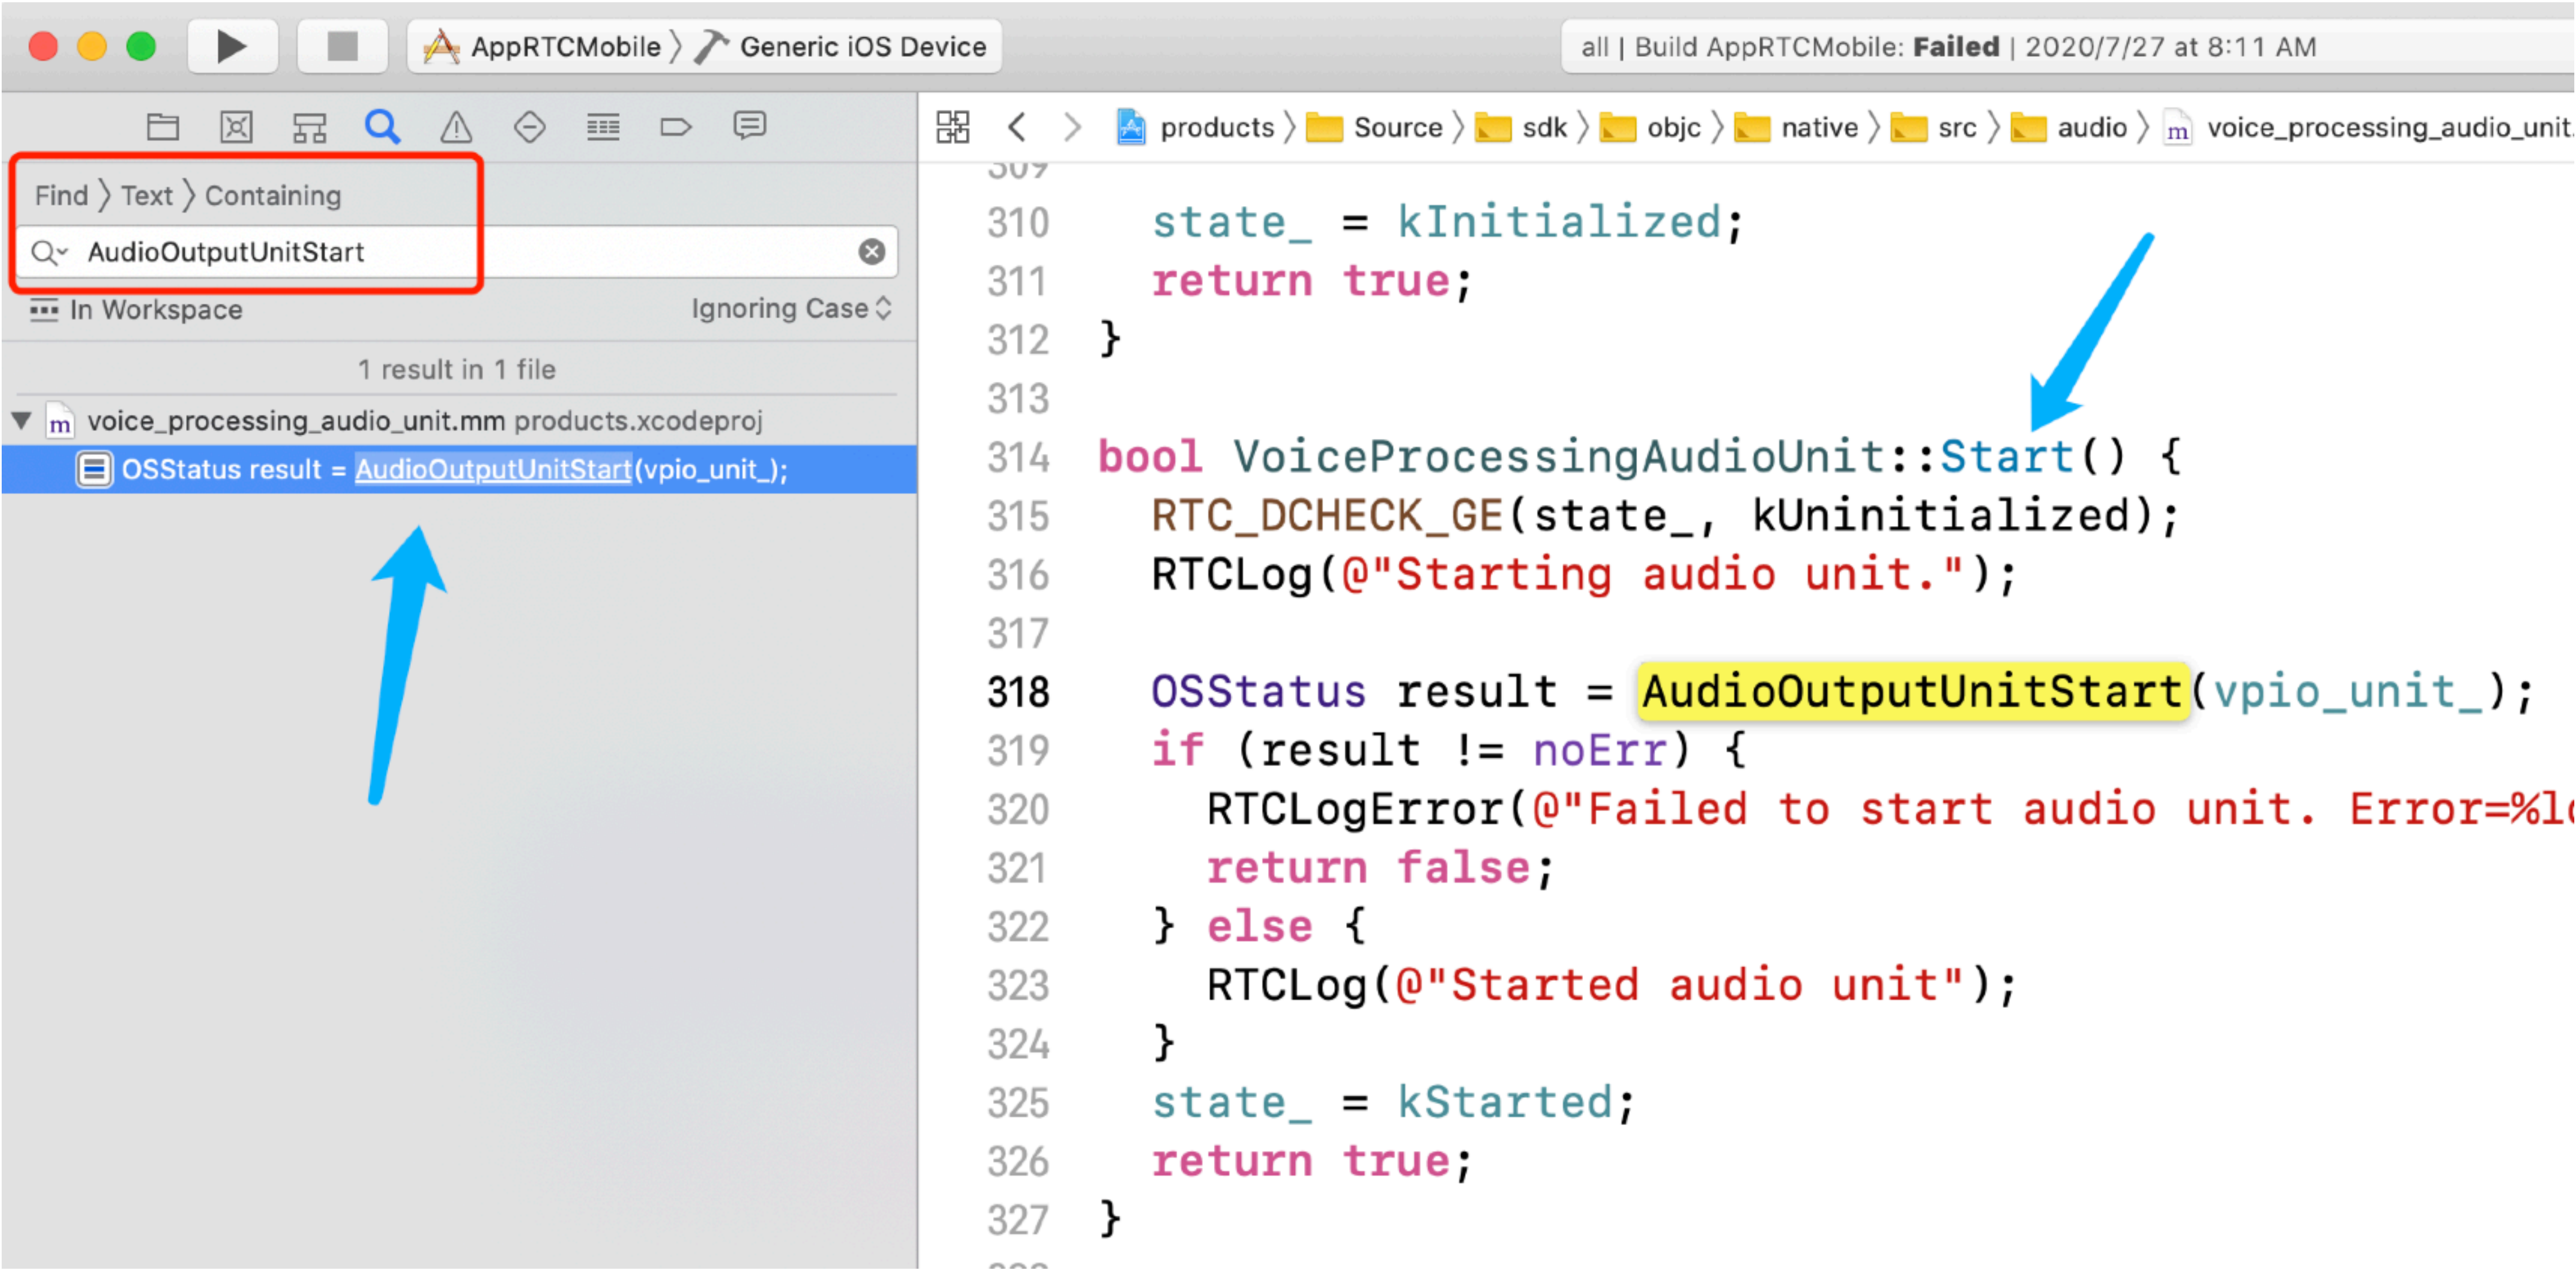 AppRTCMobile 〉 Generic iOS Device
all | Build AppRTCMobile: Failed | 2020/7/27 at 8:11 AM
Find 〉 Text 〉 Containing
AudioOutputUnitStart
In Workspace
Ignoring Case
1 result in 1 file
m voice_processing_audio_unit.mm products.xcodeproj
OSStatus result = AudioOutputUnitStart(vpio_unit_);
products 〉 Source 〉 sdk 〉 objc 〉 native 〉 src 〉 audio 〉 m voice_processing_audio_unit.
309
310 state_ = kInitialized;
311 return true;
312 }
313
314 bool VoiceProcessingAudioUnit::Start() {
315 RTC_DCHECK_GE(state_, kUninitialized);
316 RTCLog(@"Starting audio unit.");
317
318 OSStatus result = AudioOutputUnitStart(vpio_unit_);
319 if (result != noErr) {
320 RTCLogError(@"Failed to start audio unit. Error=%l
321 return false;
322 } else {
323 RTCLog(@"Started audio unit");
324 }
325 state_ = kStarted;
326 return true;
327 }